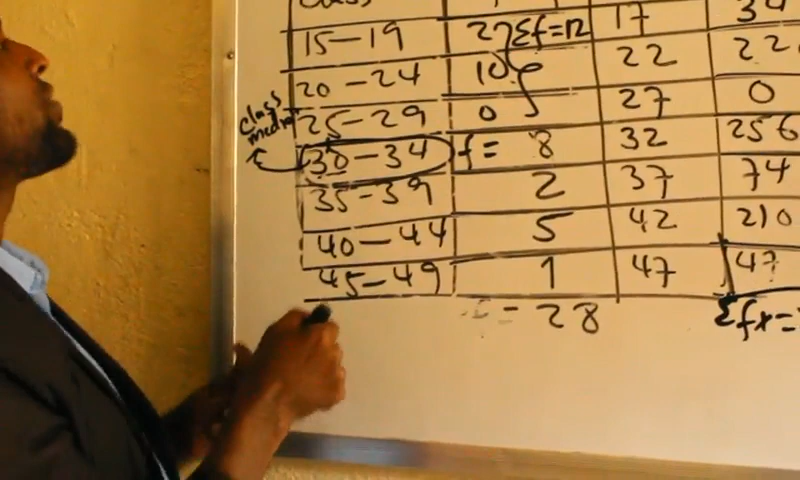 Class
15-19 2 Σf=12 17 34
20-24 10 22 22
25-29 0 27 0
class median
30-34 f= 8 32 256
35-39 2 37 74
40-44 5 42 210
45-49 1 47 47
= 28 Σfx=